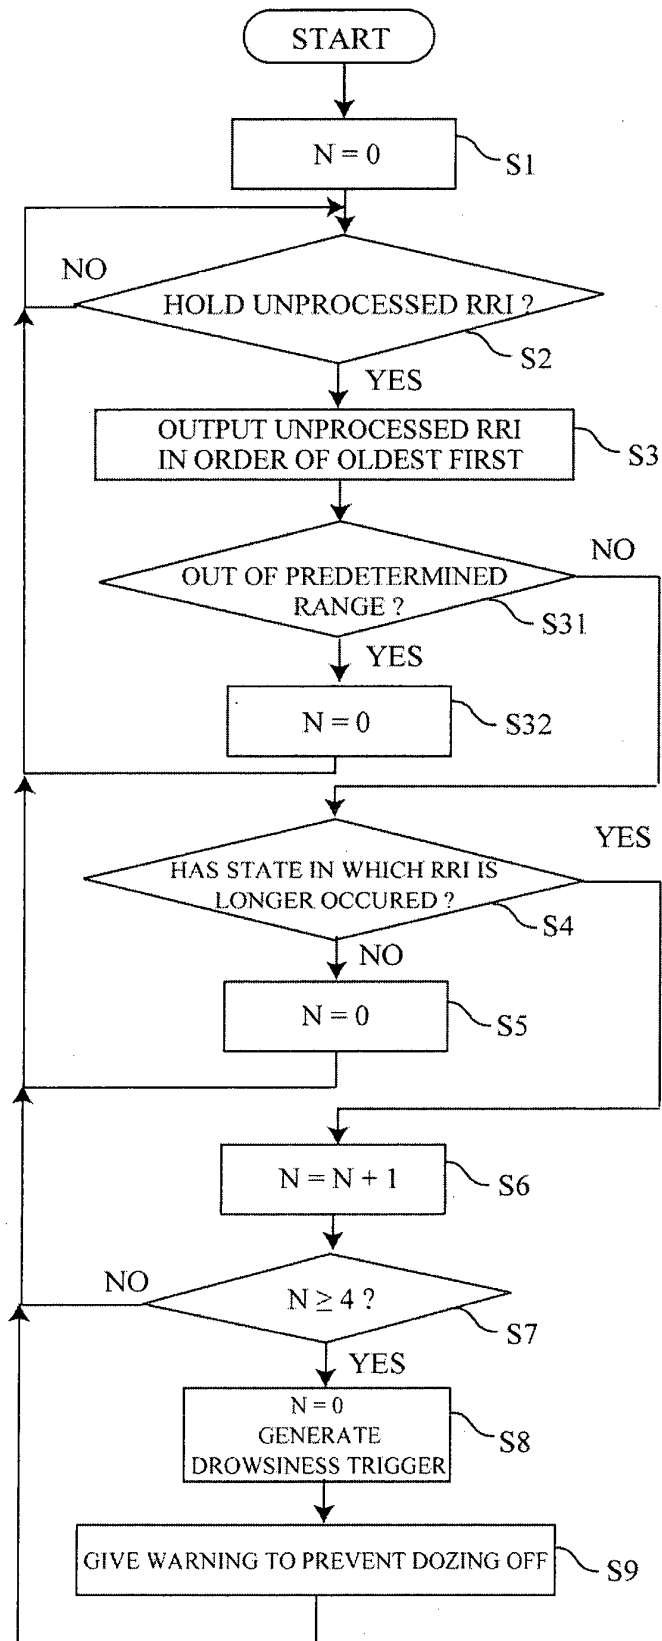 START
N = 0
S1
NO
HOLD UNPROCESSED RRI ?
S2
YES
OUTPUT UNPROCESSED RRI
IN ORDER OF OLDEST FIRST
S3
NO
OUT OF PREDETERMINED
RANGE ?
S31
YES
N = 0
S32
YES
HAS STATE IN WHICH RRI IS
LONGER OCCURED ?
S4
NO
N = 0
S5
N = N + 1
S6
NO
N ≥ 4 ?
S7
YES
N = 0
GENERATE
DROWSINESS TRIGGER
S8
GIVE WARNING TO PREVENT DOZING OFF
S9